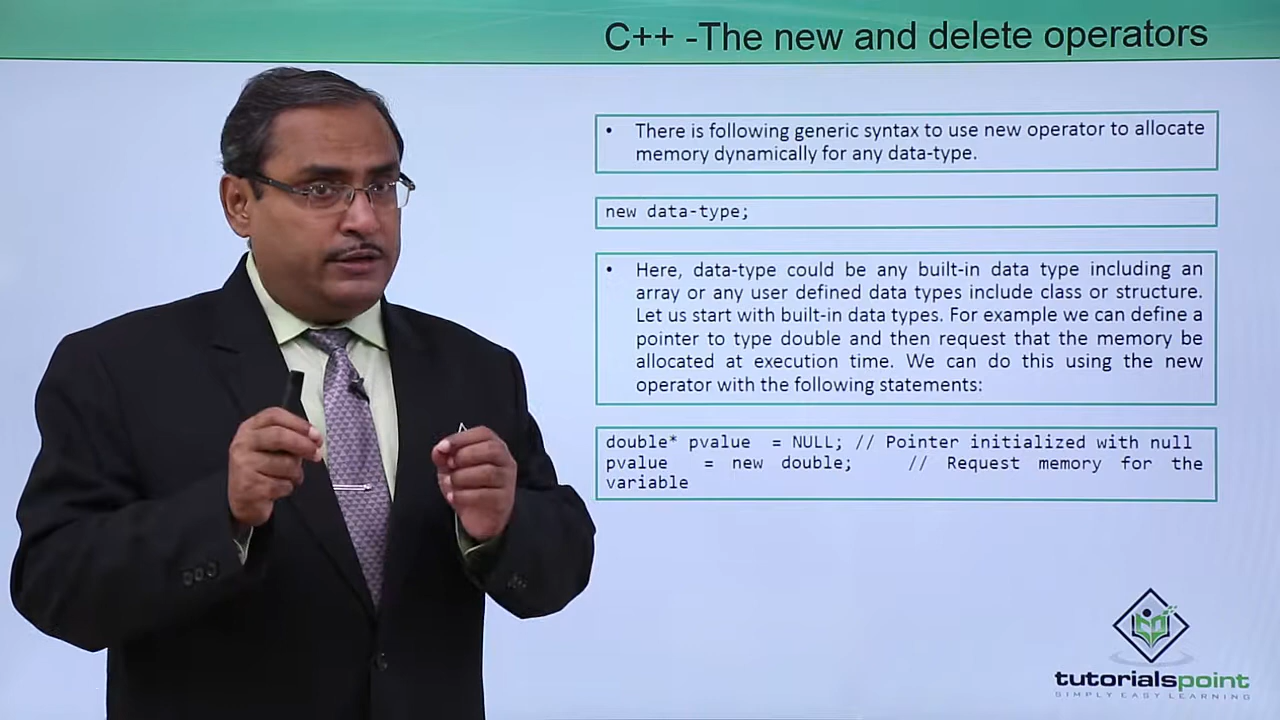 C++ -The new and delete operators
• There is following generic syntax to use new operator to allocate
memory dynamically for any data-type.
new data-type;
• Here, data-type could be any built-in data type including an
array or any user defined data types include class or structure.
Let us start with built-in data types. For example we can define a
pointer to type double and then request that the memory be
allocated at execution time. We can do this using the new
operator with the following statements:
double* pvalue = NULL; // Pointer initialized with null
pvalue = new double; // Request memory for the
variable
tutorialspoint
SIMPLY EASY LEARNING